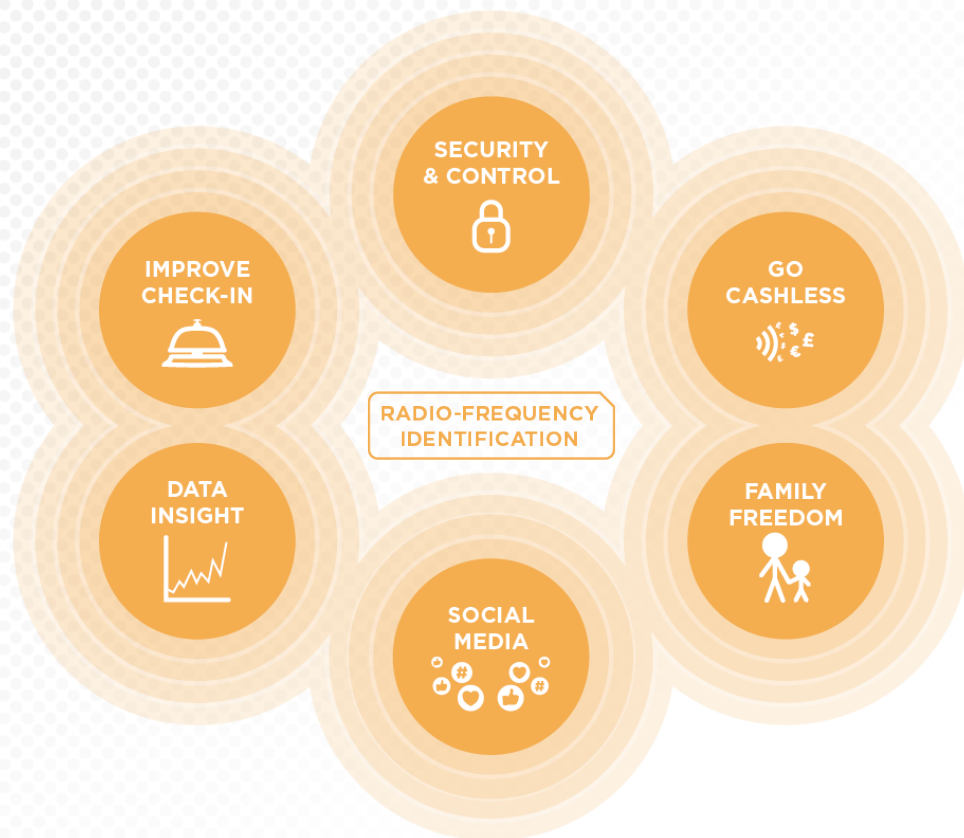 SECURITY
& CONTROL
IMPROVE
CHECK-IN
GO
CASHLESS
$
£
€
RADIO-FREQUENCY
IDENTIFICATION
DATA
INSIGHT
FAMILY
FREEDOM
SOCIAL
MEDIA
# #